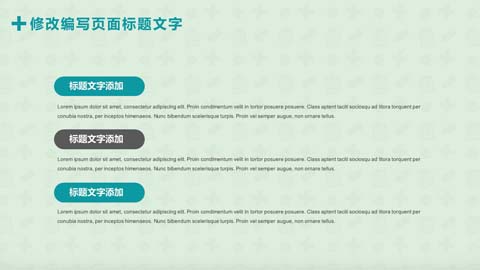 修改编写页面标题文字
标题文字添加
Lorem ipsum dolor sit amet, consectetur adipiscing elit. Proin condimentum velit in tortor posuere posuere. Class aptent taciti sociosqu ad litora torquent per
conubia nostra, per inceptos himenaeos. Nunc bibendum scelerisque turpis. Proin vel semper augue, non ornare tellus.
标题文字添加
Lorem ipsum dolor sit amet, consectetur adipiscing elit. Proin condimentum velit in tortor posuere posuere. Class aptent taciti sociosqu ad litora torquent per
conubia nostra, per inceptos himenaeos. Nunc bibendum scelerisque turpis. Proin vel semper augue, non ornare tellus.
标题文字添加
Lorem ipsum dolor sit amet, consectetur adipiscing elit. Proin condimentum velit in tortor posuere posuere. Class aptent taciti sociosqu ad litora torquent per
conubia nostra, per inceptos himenaeos. Nunc bibendum scelerisque turpis. Proin vel semper augue, non ornare tellus.